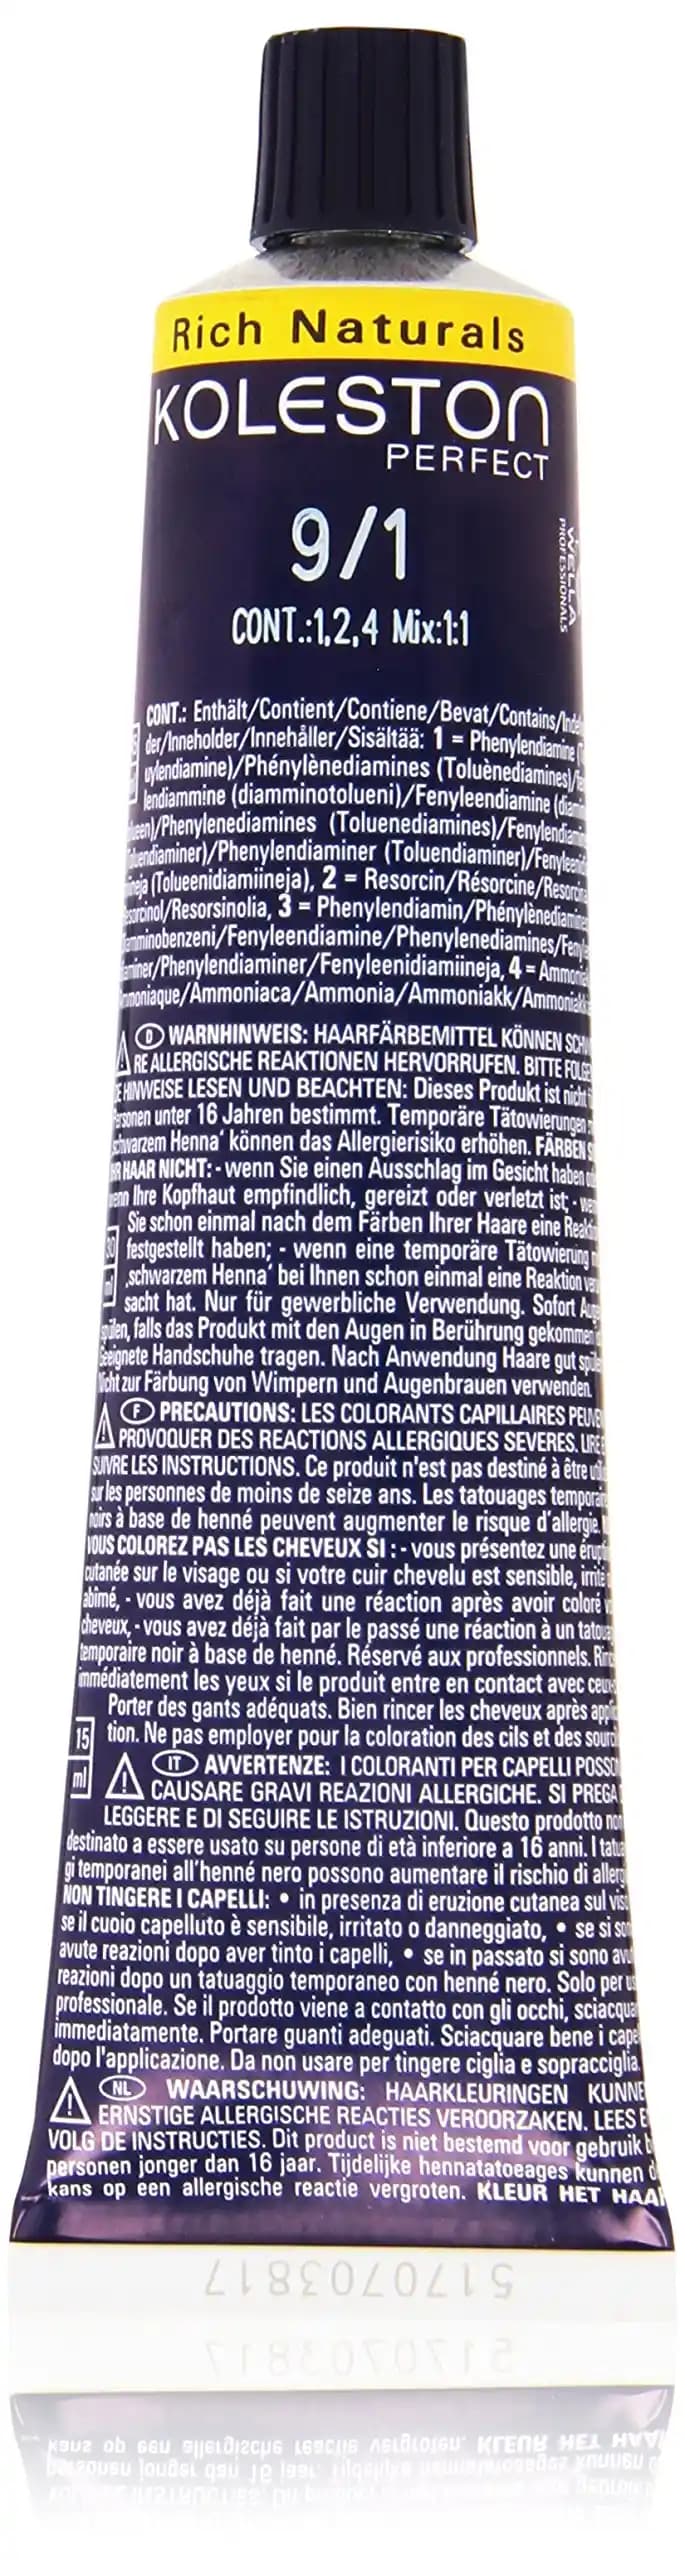 Rich Naturals
KOLESTON
PERFECT
9/1
WELLA
PROFESSIONALS
CONT.:1,2,4 Mix:1:1
CONT.: Enthält/Contient/Contiene/Bevat/Contains/
der/Inneholder/Innehåller/Sisältää: 1 = Phenylendiamine
uylendiamine)/Phénylènediamines (Toluènediamines)/
lendiammine (diamminotolueni)/Fenyleendiamine
/Phenylenediamines (Toluenediamines)/
/Phenylendiaminer (Toluendiaminer)/
(Tolueenidiamiineja), 2 = Resorcin/Résorcine/
/Resorsinolia, 3 = Phenylendiamin/
/Fenyleendiamine/Phenylenediamines/
/Phenylendiaminer/Fenyleenidiamiineja, 4 =
/Ammoniaca/Ammonia/Ammoniakk/
D WARNHINWEIS: HAARFÄRBEMITTEL KÖNNEN
RE ALLERGISCHE REAKTIONEN HERVORRUFEN. BITTE
HINWEISE LESEN UND BEACHTEN: Dieses Produkt ist
unter 16 Jahren bestimmt. Temporäre Tätowierungen
schwarzem Henna' können das Allergierisiko erhöhen. FÄRBEN
HAAR NICHT: - wenn Sie einen Ausschlag im Gesicht haben
Ihre Kopfhaut empfindlich, gereizt oder verletzt ist; -
Sie schon einmal nach dem Färben Ihrer Haare eine
30
ml
festgestellt haben; - wenn eine temporäre Tätowierung
‚schwarzem Henna' bei Ihnen schon einmal eine Reaktion
sacht hat. Nur für gewerbliche Verwendung. Sofort
falls das Produkt mit den Augen in Berührung gekommen
Geeignete Handschuhe tragen. Nach Anwendung Haare gut
Nicht zur Färbung von Wimpern und Augenbrauen verwenden.
F PRECAUTIONS: LES COLORANTS CAPILLAIRES
PROVOQUER DES REACTIONS ALLERGIQUES SEVERES.
SUIVRE LES INSTRUCTIONS. Ce produit n'est pas destiné à être
sur les personnes de moins de seize ans. Les tatouages
noirs à base de henné peuvent augmenter le risque d'allergie.
VOUS COLOREZ PAS LES CHEVEUX SI : - vous présentez une
cutanée sur le visage ou si votre cuir chevelu est sensible,
abîmé, - vous avez déjà fait une réaction après avoir coloré
cheveux, - vous avez déjà fait par le passé une réaction à un
temporaire noir à base de henné. Réservé aux professionnels.
immédiatement les yeux si le produit entre en contact avec
Porter des gants adéquats. Bien rincer les cheveux après
15
ml
tion. Ne pas employer pour la coloration des cils et des
IT AVVERTENZE: I COLORANTI PER CAPELLI
CAUSARE GRAVI REAZIONI ALLERGICHE. SI PREGA
LEGGERE E DI SEGUIRE LE ISTRUZIONI. Questo prodotto non
destinato a essere usato su persone di età inferiore a 16 anni. I
gi temporanei all'henné nero possono aumentare il rischio di
NON TINGERE I CAPELLI: • in presenza di eruzione cutanea sul
se il cuoio capelluto è sensibile, irritato o danneggiato, • se si
avute reazioni dopo aver tinto i capelli, • se in passato si sono
reazioni dopo un tatuaggio temporaneo con henné nero. Solo per
professionale. Se il prodotto viene a contatto con gli occhi,
immediatamente. Portare guanti adeguati. Sciacquare bene i
dopo l'applicazione. Da non usare per tingere ciglia e sopracciglia.
NL WAARSCHUWING: HAARKLEURINGEN
ERNSTIGE ALLERGISCHE REACTIES VEROORZAKEN. LEES
VOLG DE INSTRUCTIES. Dit product is niet bestemd voor gebruik
personen jonger dan 16 jaar. Tijdelijke hennatatoeages kunnen
kans op een allergische reactie vergroten. KLEUR HET
5170703817